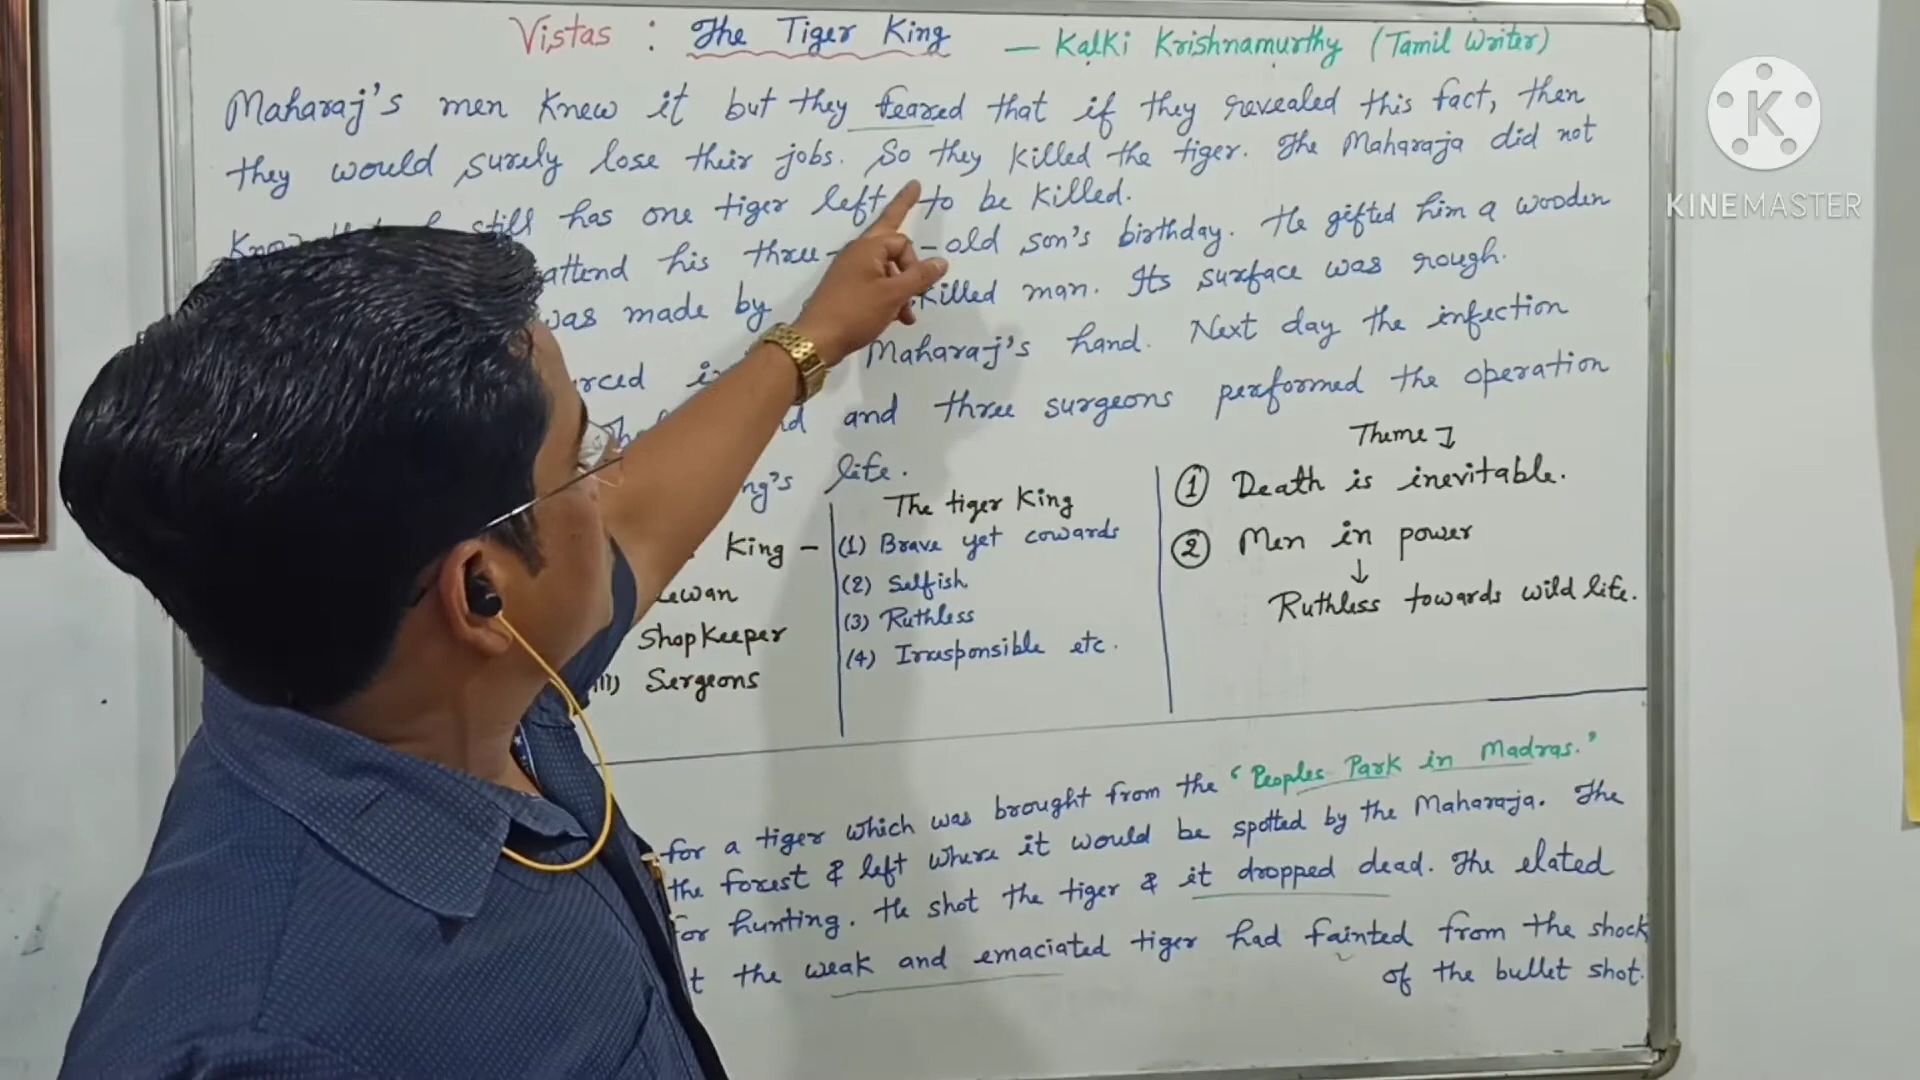 Vistas : The Tiger King — Kalki Krishnamurthy (Tamil Writer)
Maharaj's men knew it but they feared that if they revealed this fact, then
they would surely lose their jobs. So they killed the tiger. The Maharaja did not
still has one tiger left to be killed.
attend his three- -old son's birthday. He gifted him a wooden
was made by killed man. Its surface was rough.
Maharaj's hand. Next day the infection
and three surgeons performed the operation
life.
The tiger King
King –
(1) Brave yet cowards
(2) Selfish
Shopkeeper
(3) Ruthless
(4) Irresponsible etc.
III) Sergeons
Theme
① Death is inevitable.
② Men in power
↓
Ruthless towards wild life.
for a tiger which was brought from the "Peoples Park in Madras."
the forest & left where it would be spotted by the Maharaja. The
for hunting. He shot the tiger & it dropped dead. The elated
the weak and emaciated tiger had fainted from the shock
of the bullet shot.
K
KINEMASTER